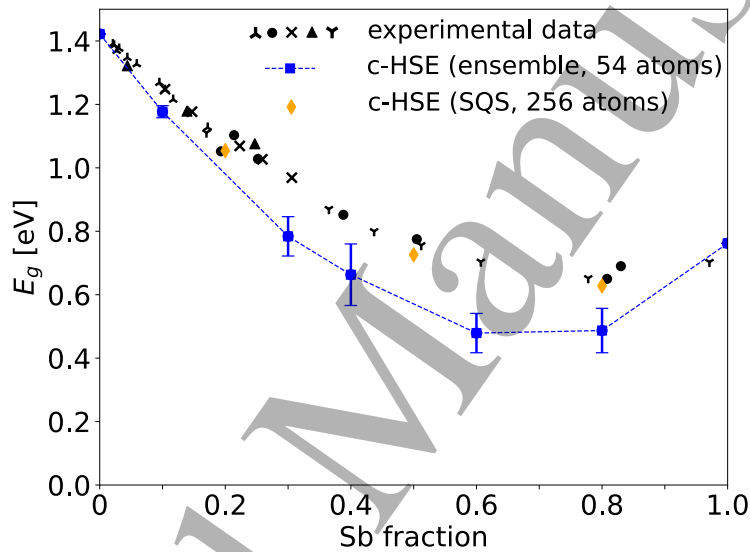 experimental data
c-HSE (ensemble, 54 atoms)
c-HSE (SQS, 256 atoms)
E_g [eV]
1.4
1.2
1.0
0.8
0.6
0.4
0.2
0.0
0 0.2 0.4 0.6 0.8 1.0
Sb fraction
Manus